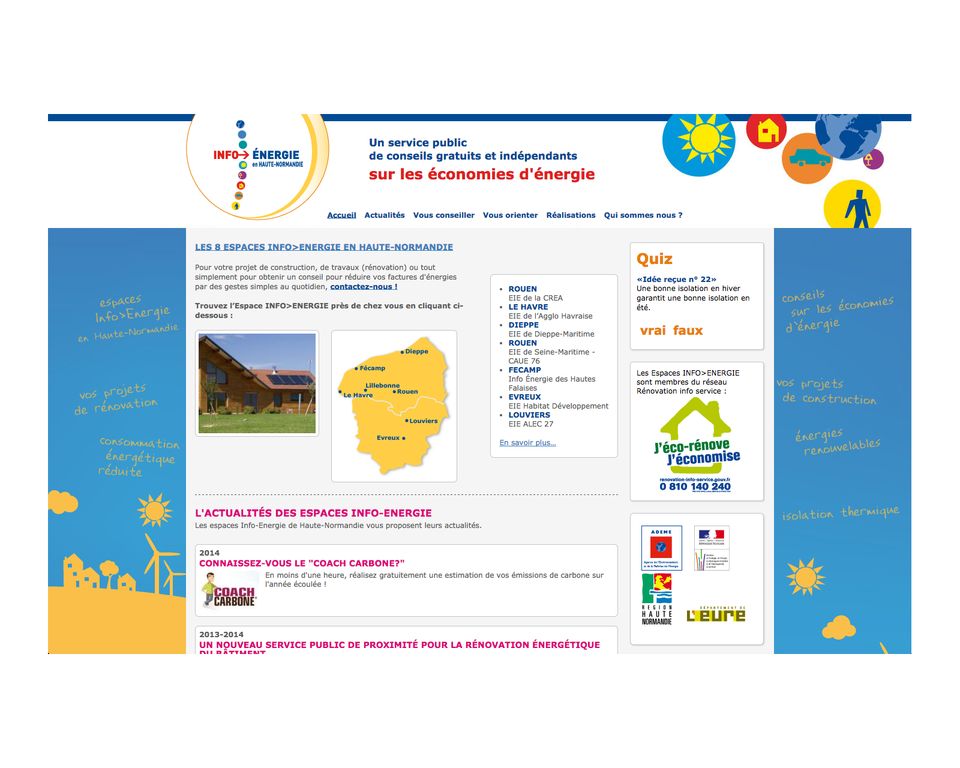 INFO> ÉNERGIE
en HAUTE-NORMANDIE
Un service public
de conseils gratuits et indépendants
sur les économies d'énergie
Accueil Actualités Vous conseiller Vous orienter Réalisations Qui sommes nous ?
espaces
Info>Energie
en Haute-Normandie
vos projets
de rénovation
consommation
énergétique
réduite
LES 8 ESPACES INFO>ENERGIE EN HAUTE-NORMANDIE
Pour votre projet de construction, de travaux (rénovation) ou tout
simplement pour obtenir un conseil pour réduire vos factures d'énergies
par des gestes simples au quotidien, contactez-nous !
Trouvez l'Espace INFO>ENERGIE près de chez vous en cliquant ci-
dessous :
Dieppe
Fécamp
Lillebonne
Le Havre
Rouen
Louviers
Evreux
• ROUEN
EIE de la CREA
• LE HAVRE
EIE de l'Agglo Havraise
• DIEPPE
EIE de Dieppe-Maritime
• ROUEN
EIE de Seine-Maritime -
CAUE 76
• FECAMP
Info Énergie des Hautes
Falaises
• EVREUX
EIE Habitat Développement
• LOUVIERS
EIE ALEC 27
En savoir plus...
L'ACTUALITÉS DES ESPACES INFO-ENERGIE
Les espaces Info-Energie de Haute-Normandie vous proposent leurs actualités.
2014
CONNAISSEZ-VOUS LE "COACH CARBONE?"
COACH
CARBONE
En moins d'une heure, réalisez gratuitement une estimation de vos émissions de carbone sur
l'année écoulée !
2013-2014
UN NOUVEAU SERVICE PUBLIC DE PROXIMITÉ POUR LA RÉNOVATION ÉNERGÉTIQUE
DU BÂTIMENT
Quiz
«Idée reçue n° 22»
Une bonne isolation en hiver
garantit une bonne isolation en
été.
vrai faux
Les Espaces INFO>ENERGIE
sont membres du réseau
Rénovation info service :
J'éco-rénove
J'économise
renovation-info-service.gouv.fr
0 810 140 240
ADEME
RÉGION
HAUTE
NORMANDIE
DÉPARTEMENT DE
L'eure
conseils
sur les économies
d'énergie
vos projets
de construction
énergies
renouvelables
isolation thermique